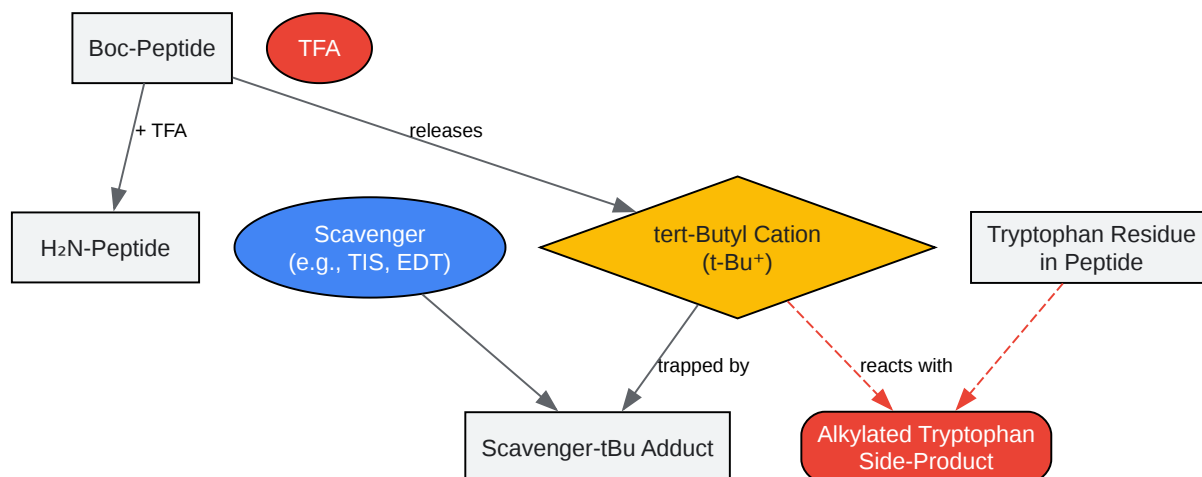 Boc-Peptide
TFA
+ TFA
releases
H₂N-Peptide
Scavenger
(e.g., TIS, EDT)
tert-Butyl Cation
(t-Bu⁺)
Tryptophan Residue
in Peptide
trapped by
reacts with
Scavenger-tBu Adduct
Alkylated Tryptophan
Side-Product